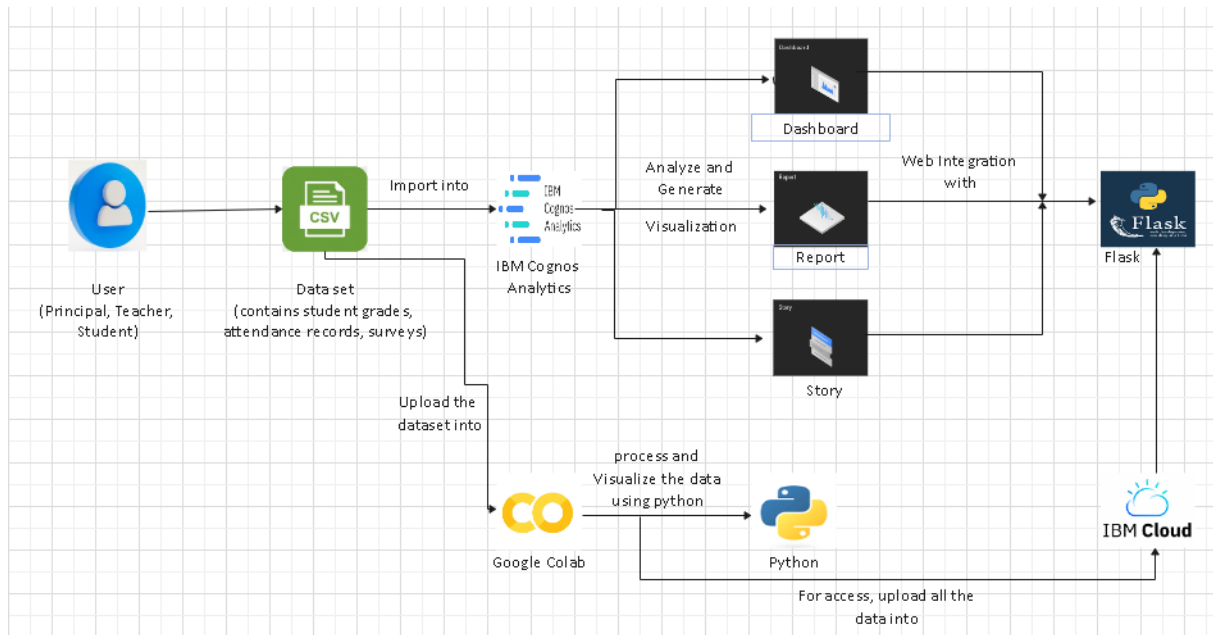 Dashboard
Dashboard
Import into
CSV
IBM
Cognos
Analytics
IBM Cognos
Analytics
Analyze and
Generate
Visualization
Report
Report
Web Integration
with
Flask
Flask
User
(Principal, Teacher,
Student)
Data set
(contains student grades,
attendance records, surveys)
Story
Story
Upload the
dataset into
process and
Visualize the data
using python
Google Colab
Python
IBM Cloud
For access, upload all the
data into